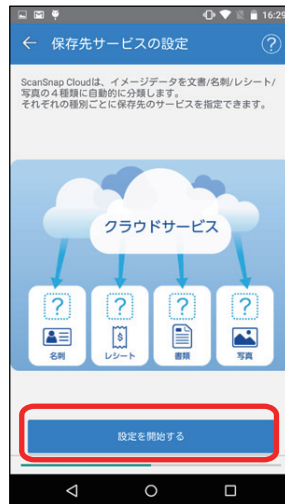 16:29
保存先サービスの設定
?
ScanSnap Cloudは、イメージデータを文書/名刺/レシート/
写真の４種類に自動的に分類します。
それぞれの種別ごとに保存先のサービスを指定できます。
クラウドサービス
? ? ? ?
$
名刺 レシート 書類 写真
設定を開始する